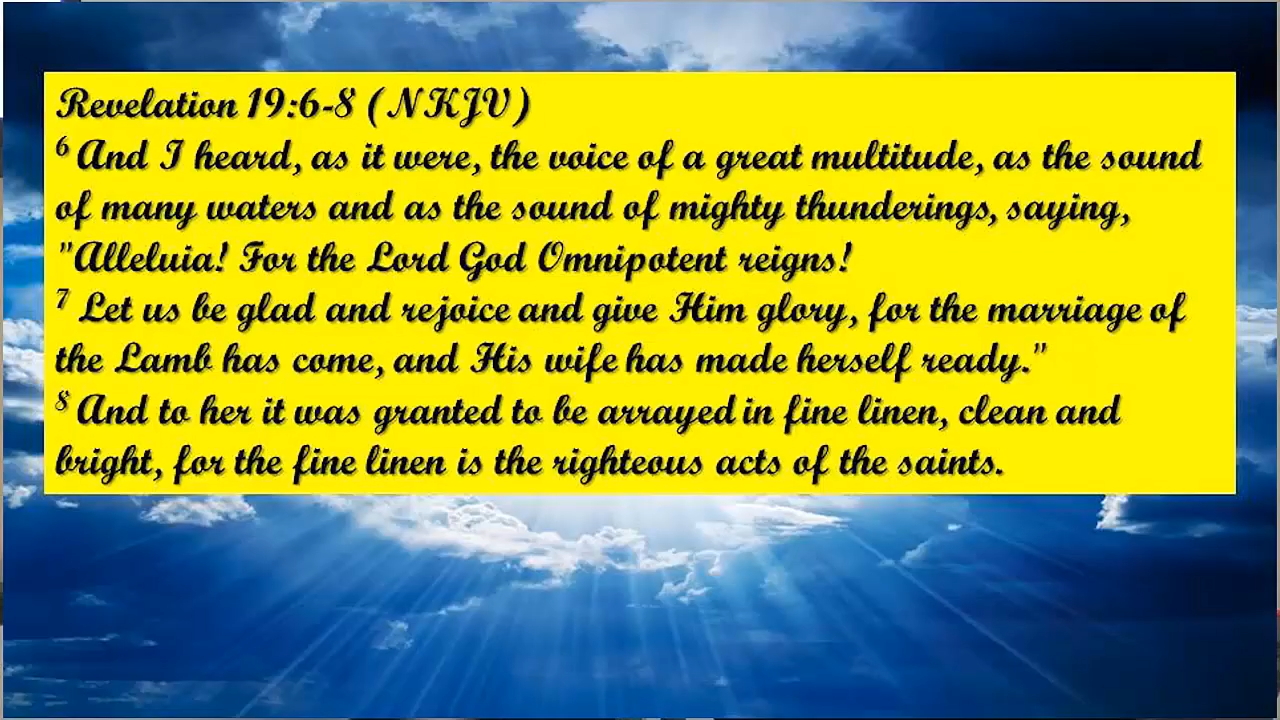 Revelation 19:6-8 (NKJV)
6 And I heard, as it were, the voice of a great multitude, as the sound
of many waters and as the sound of mighty thunderings, saying,
"Alleluia! For the Lord God Omnipotent reigns!
7 Let us be glad and rejoice and give Him glory, for the marriage of
the Lamb has come, and His wife has made herself ready."
8 And to her it was granted to be arrayed in fine linen, clean and
bright, for the fine linen is the righteous acts of the saints.